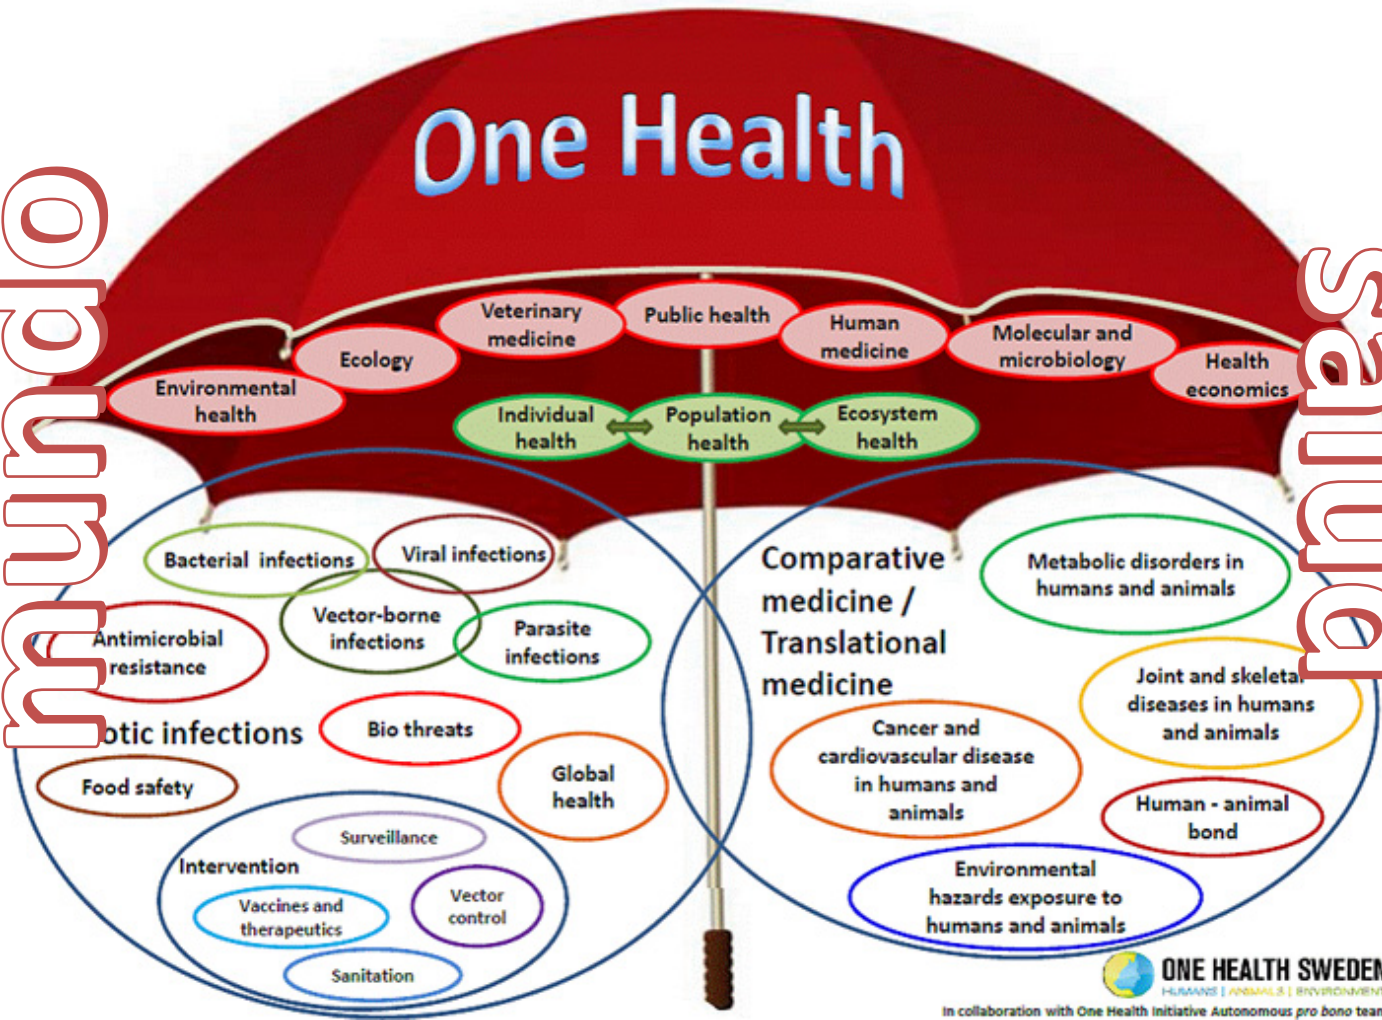 One Health
mundo
salud
Veterinary
medicine
Public health
Human
medicine
Molecular and
microbiology
Ecology
Health
economics
Environmental
health
Individual
health
Population
health
Ecosystem
health
Bacterial infections
Viral infections
Vector-borne
infections
Parasite
infections
Antimicrobial
resistance
otic infections
Bio threats
Food safety
Global
health
Surveillance
Intervention
Vaccines and
therapeutics
Vector
control
Sanitation
Comparative
medicine /
Translational
medicine
Metabolic disorders in
humans and animals
Joint and skeletal
diseases in humans
and animals
Cancer and
cardiovascular disease
in humans and
animals
Human - animal
bond
Environmental
hazards exposure to
humans and animals
ONE HEALTH SWEDEN
HUMANS | ANIMALS | ENVIRONMENT
In collaboration with One Health Initiative Autonomous pro bono team